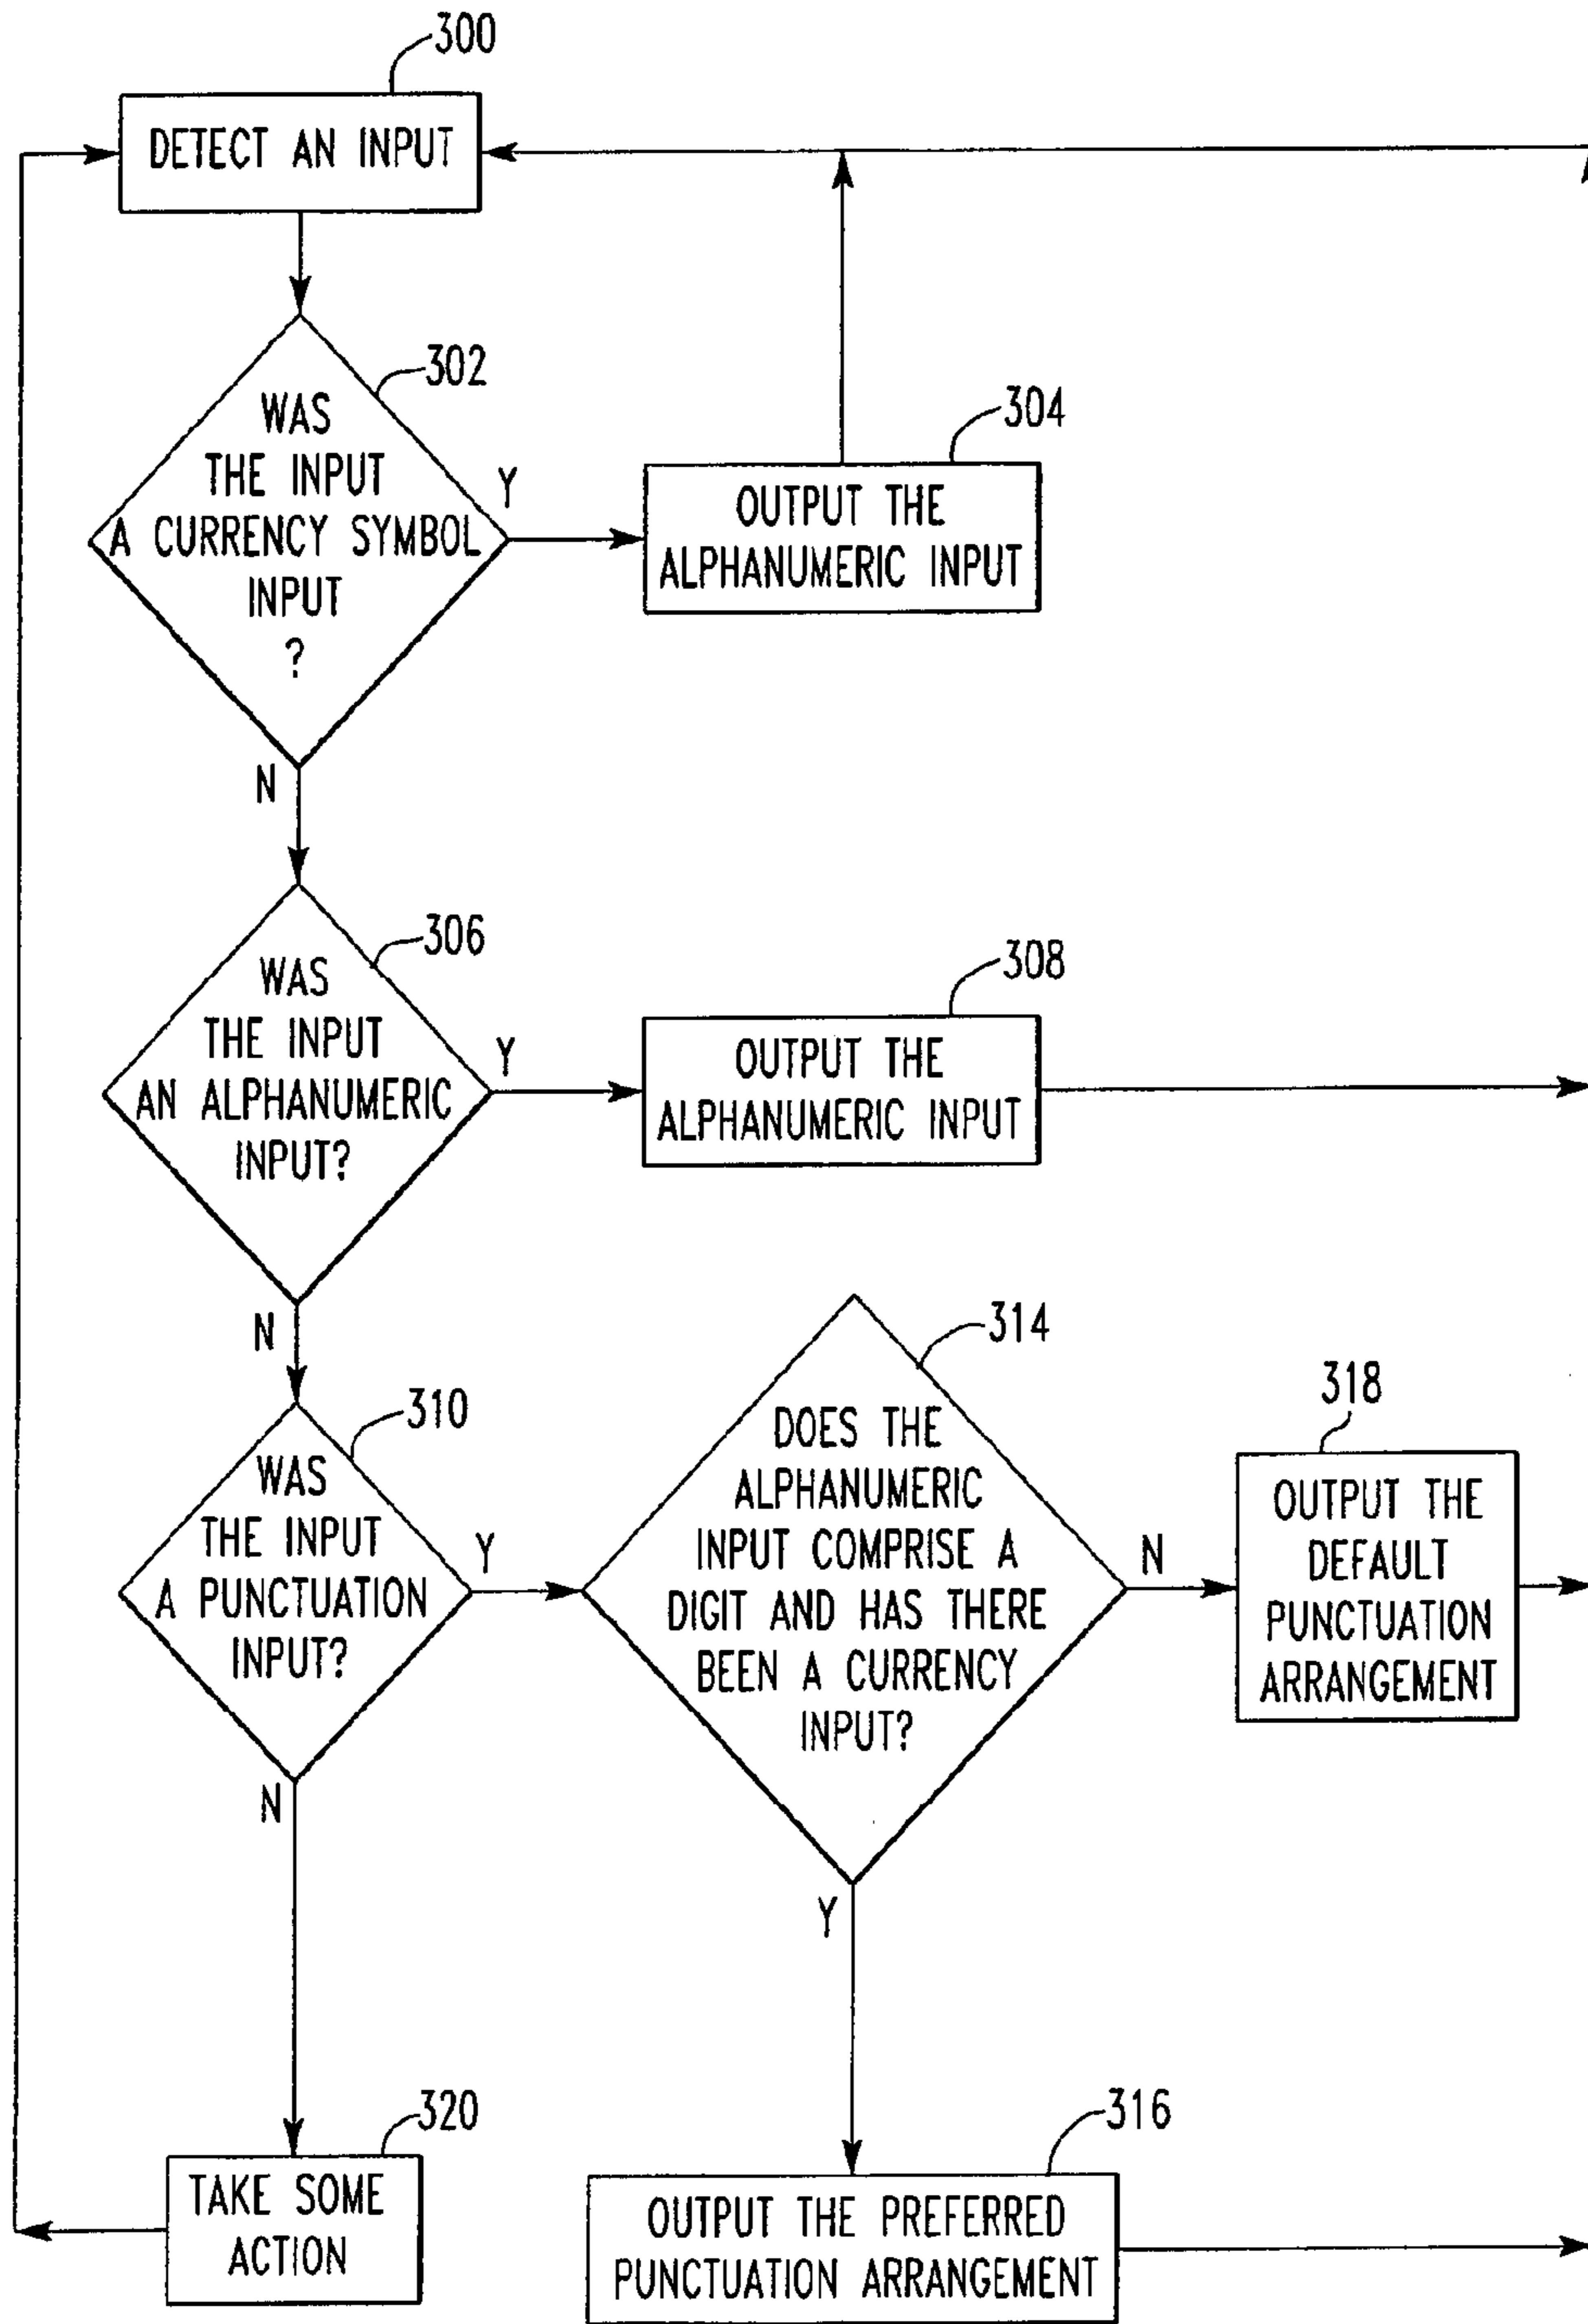 300
DETECT AN INPUT
302
WAS
THE INPUT
A CURRENCY SYMBOL
INPUT
?
Y
N
304
OUTPUT THE
ALPHANUMERIC INPUT
306
WAS
THE INPUT
AN ALPHANUMERIC
INPUT?
Y
N
308
OUTPUT THE
ALPHANUMERIC INPUT
310
WAS
THE INPUT
A PUNCTUATION
INPUT?
Y
N
314
DOES THE
ALPHANUMERIC
INPUT COMPRISE A
DIGIT AND HAS THERE
BEEN A CURRENCY
INPUT?
N
Y
318
OUTPUT THE
DEFAULT
PUNCTUATION
ARRANGEMENT
320
TAKE SOME
ACTION
316
OUTPUT THE PREFERRED
PUNCTUATION ARRANGEMENT